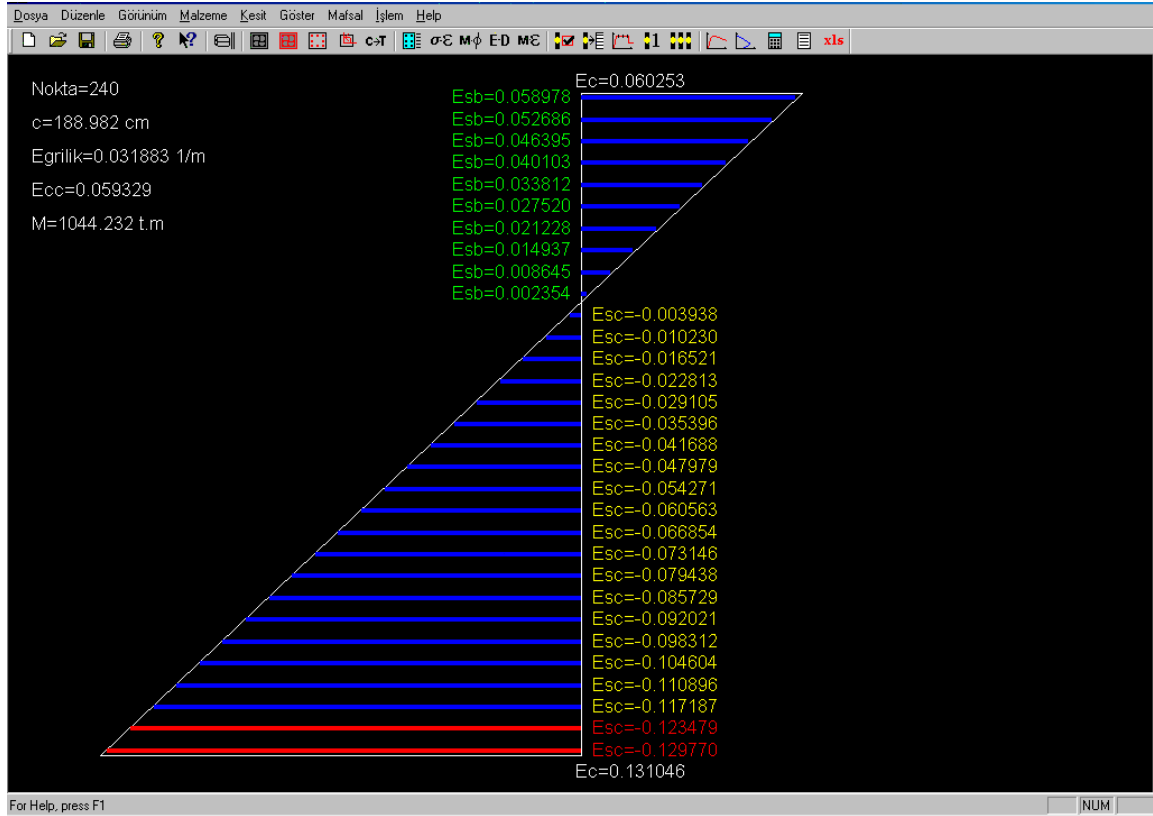 Dosya Düzenle Görünüm Malzeme Kesit Göster Mafsal İşlem Help
C→T σ-Ɛ M-ϕ E-D MƐ 1 xls
Ec=0.060253
Nokta=240
c=188.982 cm
Egrilik=0.031883 1/m
Ecc=0.059329
M=1044.232 t.m
Esb=0.058978
Esb=0.052686
Esb=0.046395
Esb=0.040103
Esb=0.033812
Esb=0.027520
Esb=0.021228
Esb=0.014937
Esb=0.008645
Esb=0.002354
Esc=-0.003938
Esc=-0.010230
Esc=-0.016521
Esc=-0.022813
Esc=-0.029105
Esc=-0.035396
Esc=-0.041688
Esc=-0.047979
Esc=-0.054271
Esc=-0.060563
Esc=-0.066854
Esc=-0.073146
Esc=-0.079438
Esc=-0.085729
Esc=-0.092021
Esc=-0.098312
Esc=-0.104604
Esc=-0.110896
Esc=-0.117187
Esc=-0.123479
Esc=-0.129770
Ec=0.131046
For Help, press F1 NUM